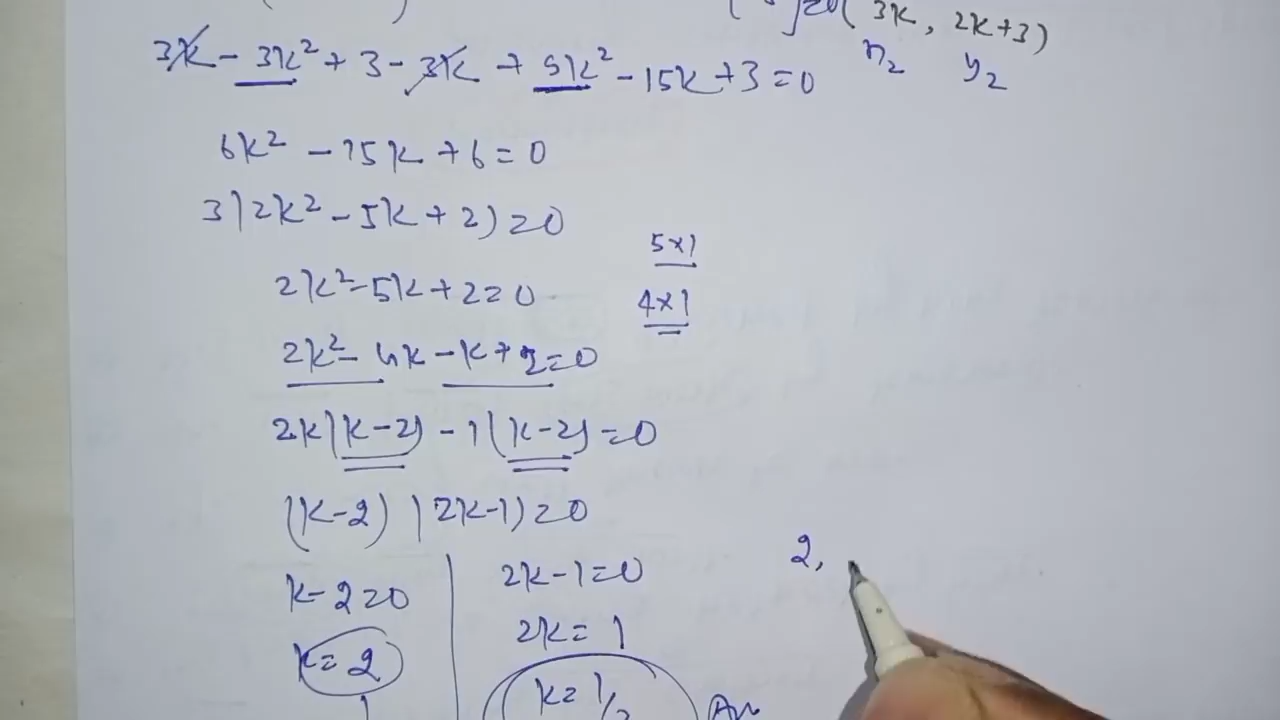 (3k, 2k+3)
x₂ y₂
3k - 3k² + 3 - 3k + 9k² - 15k + 3 = 0
6k² - 15k + 6 = 0
3(2k² - 5k + 2) = 0
5×1
2k² - 5k + 2 = 0
4×1
2k² - 4k - k + 2 = 0
2k(k-2) - 1(k-2) = 0
(k-2) (2k-1) = 0
2,
k-2=0 2k-1=0
2k = 1
k = 2
k = 1/2 Ans